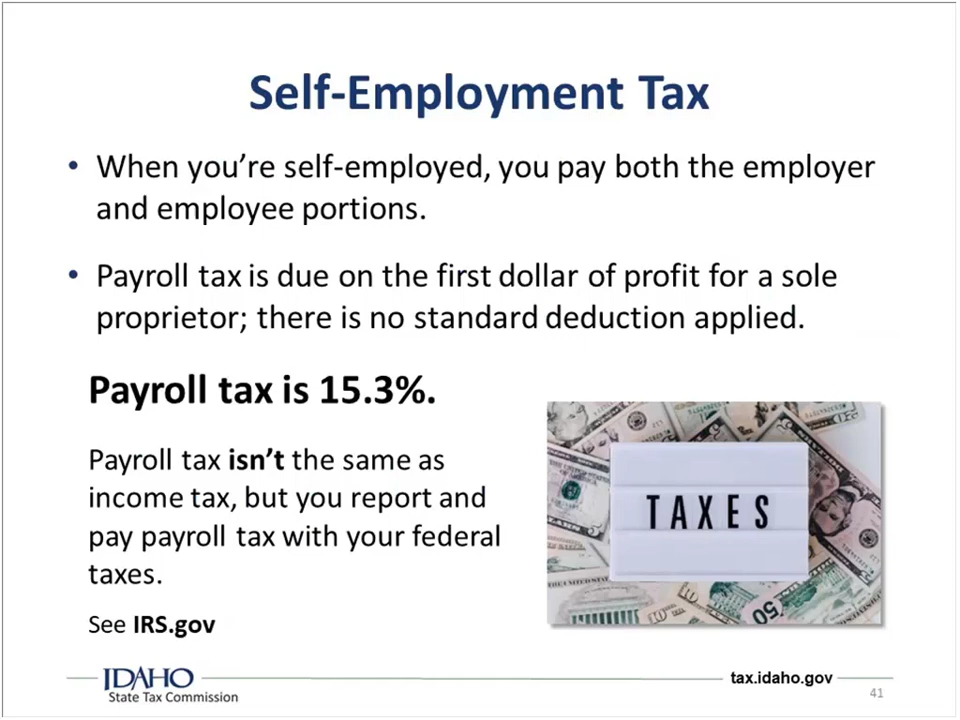 Self-Employment Tax
• When you're self-employed, you pay both the employer
and employee portions.
• Payroll tax is due on the first dollar of profit for a sole
proprietor; there is no standard deduction applied.
Payroll tax is 15.3%.
Payroll tax isn't the same as
income tax, but you report and
pay payroll tax with your federal
taxes.
See IRS.gov
TAXES
10
50
IDAHO
State Tax Commission
tax.idaho.gov
41